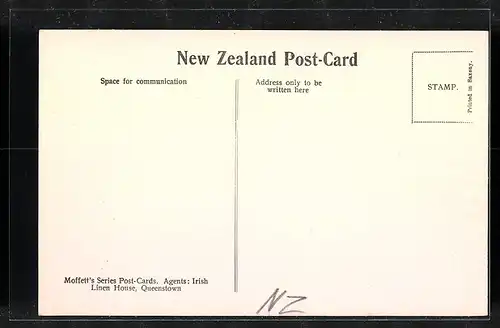 New Zealand Post-Card
Space for communication
Address only to be
written here
STAMP.
Printed in Saxony.
Moffett's Series Post-Cards. Agents: Irish
Linen House, Queenstown
NZ